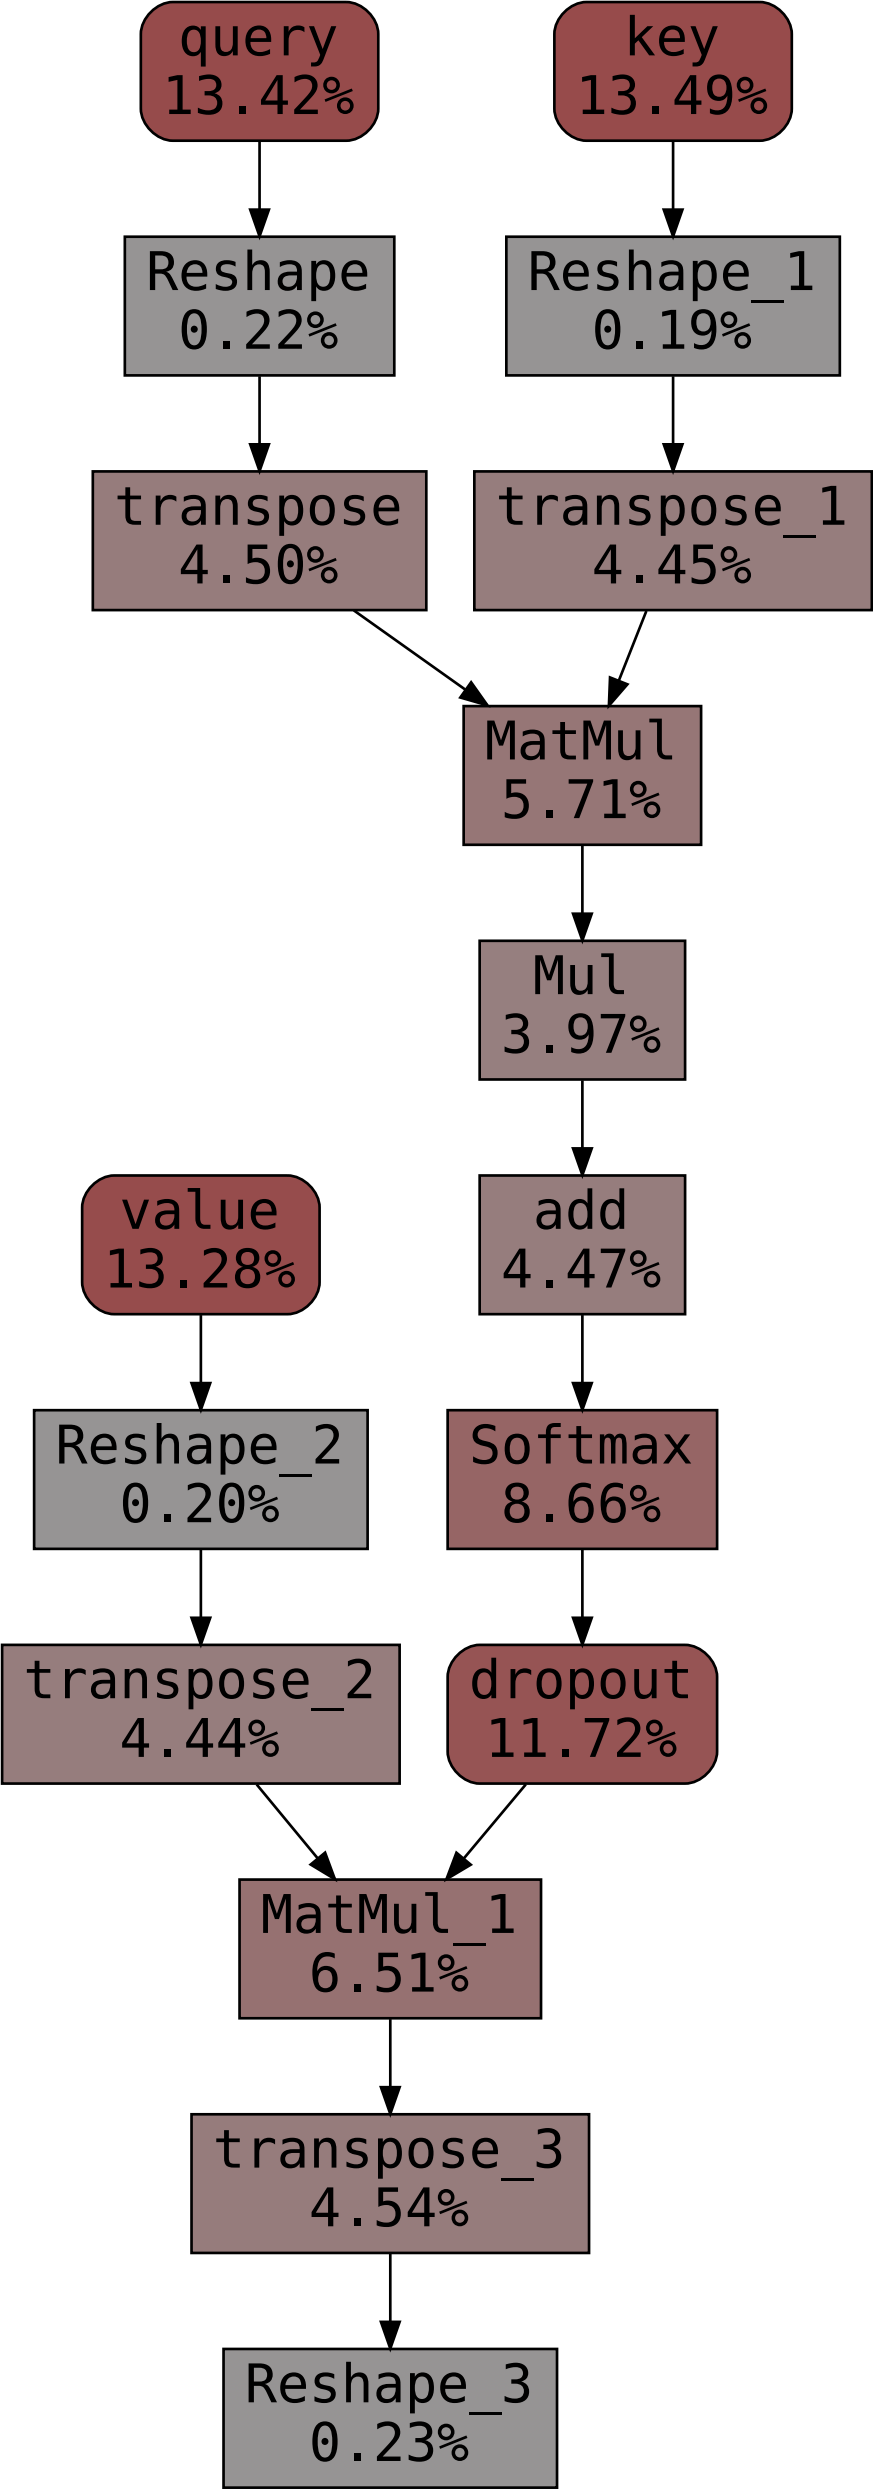 query
13.42%
key
13.49%
Reshape
0.22%
Reshape_1
0.19%
transpose
4.50%
transpose_1
4.45%
MatMul
5.71%
Mul
3.97%
add
4.47%
value
13.28%
Softmax
8.66%
Reshape_2
0.20%
dropout
11.72%
transpose_2
4.44%
MatMul_1
6.51%
transpose_3
4.54%
Reshape_3
0.23%